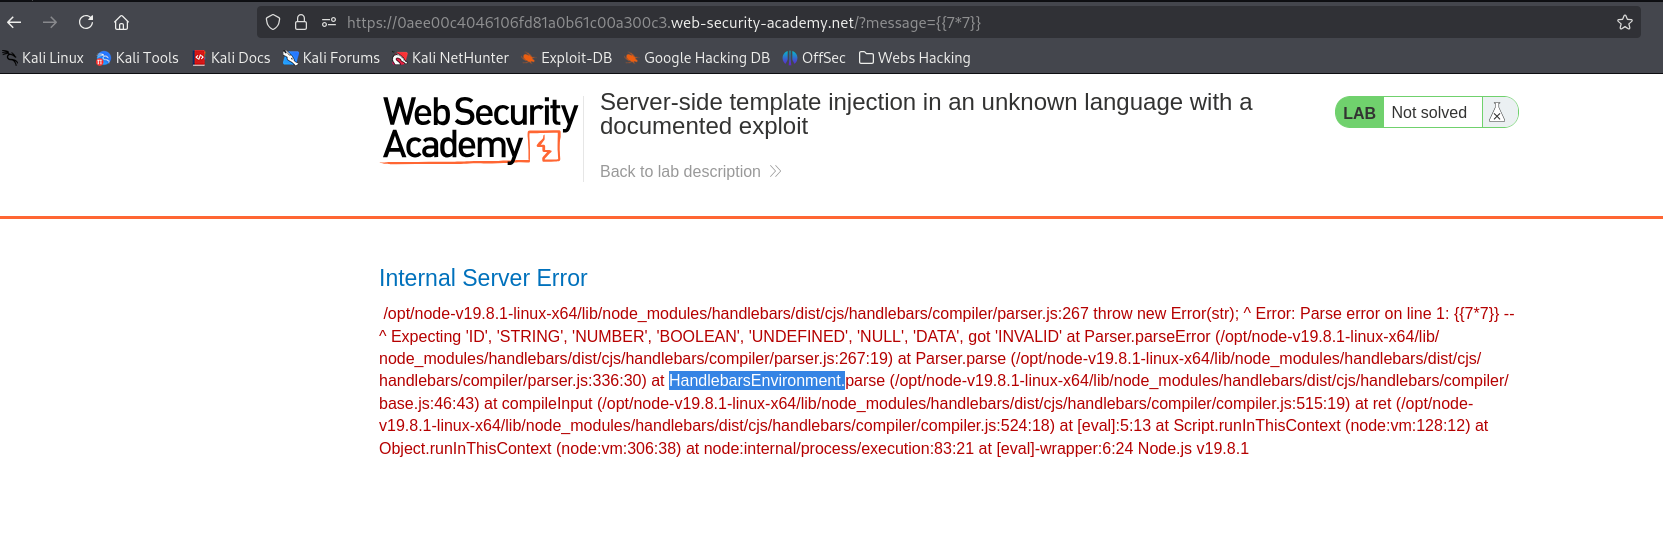 https://0aee00c4046106fd81a0b61c00a300c3.web-security-academy.net/?message={{7*7}}
Kali Linux Kali Tools Kali Docs Kali Forums Kali NetHunter Exploit-DB Google Hacking DB OffSec Webs Hacking
Web Security
Academy
Server-side template injection in an unknown language with a
documented exploit
Back to lab description
LAB Not solved
Internal Server Error
/opt/node-v19.8.1-linux-x64/lib/node_modules/handlebars/dist/cjs/handlebars/compiler/parser.js:267 throw new Error(str); ^ Error: Parse error on line 1: {{7*7}} --
^ Expecting 'ID', 'STRING', 'NUMBER', 'BOOLEAN', 'UNDEFINED', 'NULL', 'DATA', got 'INVALID' at Parser.parseError (/opt/node-v19.8.1-linux-x64/lib/
node_modules/handlebars/dist/cjs/handlebars/compiler/parser.js:267:19) at Parser.parse (/opt/node-v19.8.1-linux-x64/lib/node_modules/handlebars/dist/cjs/
handlebars/compiler/parser.js:336:30) at HandlebarsEnvironment.parse (/opt/node-v19.8.1-linux-x64/lib/node_modules/handlebars/dist/cjs/handlebars/compiler/
base.js:46:43) at compileInput (/opt/node-v19.8.1-linux-x64/lib/node_modules/handlebars/dist/cjs/handlebars/compiler/compiler.js:515:19) at ret (/opt/node-
v19.8.1-linux-x64/lib/node_modules/handlebars/dist/cjs/handlebars/compiler/compiler.js:524:18) at [eval]:5:13 at Script.runInThisContext (node:vm:128:12) at
Object.runInThisContext (node:vm:306:38) at node:internal/process/execution:83:21 at [eval]-wrapper:6:24 Node.js v19.8.1